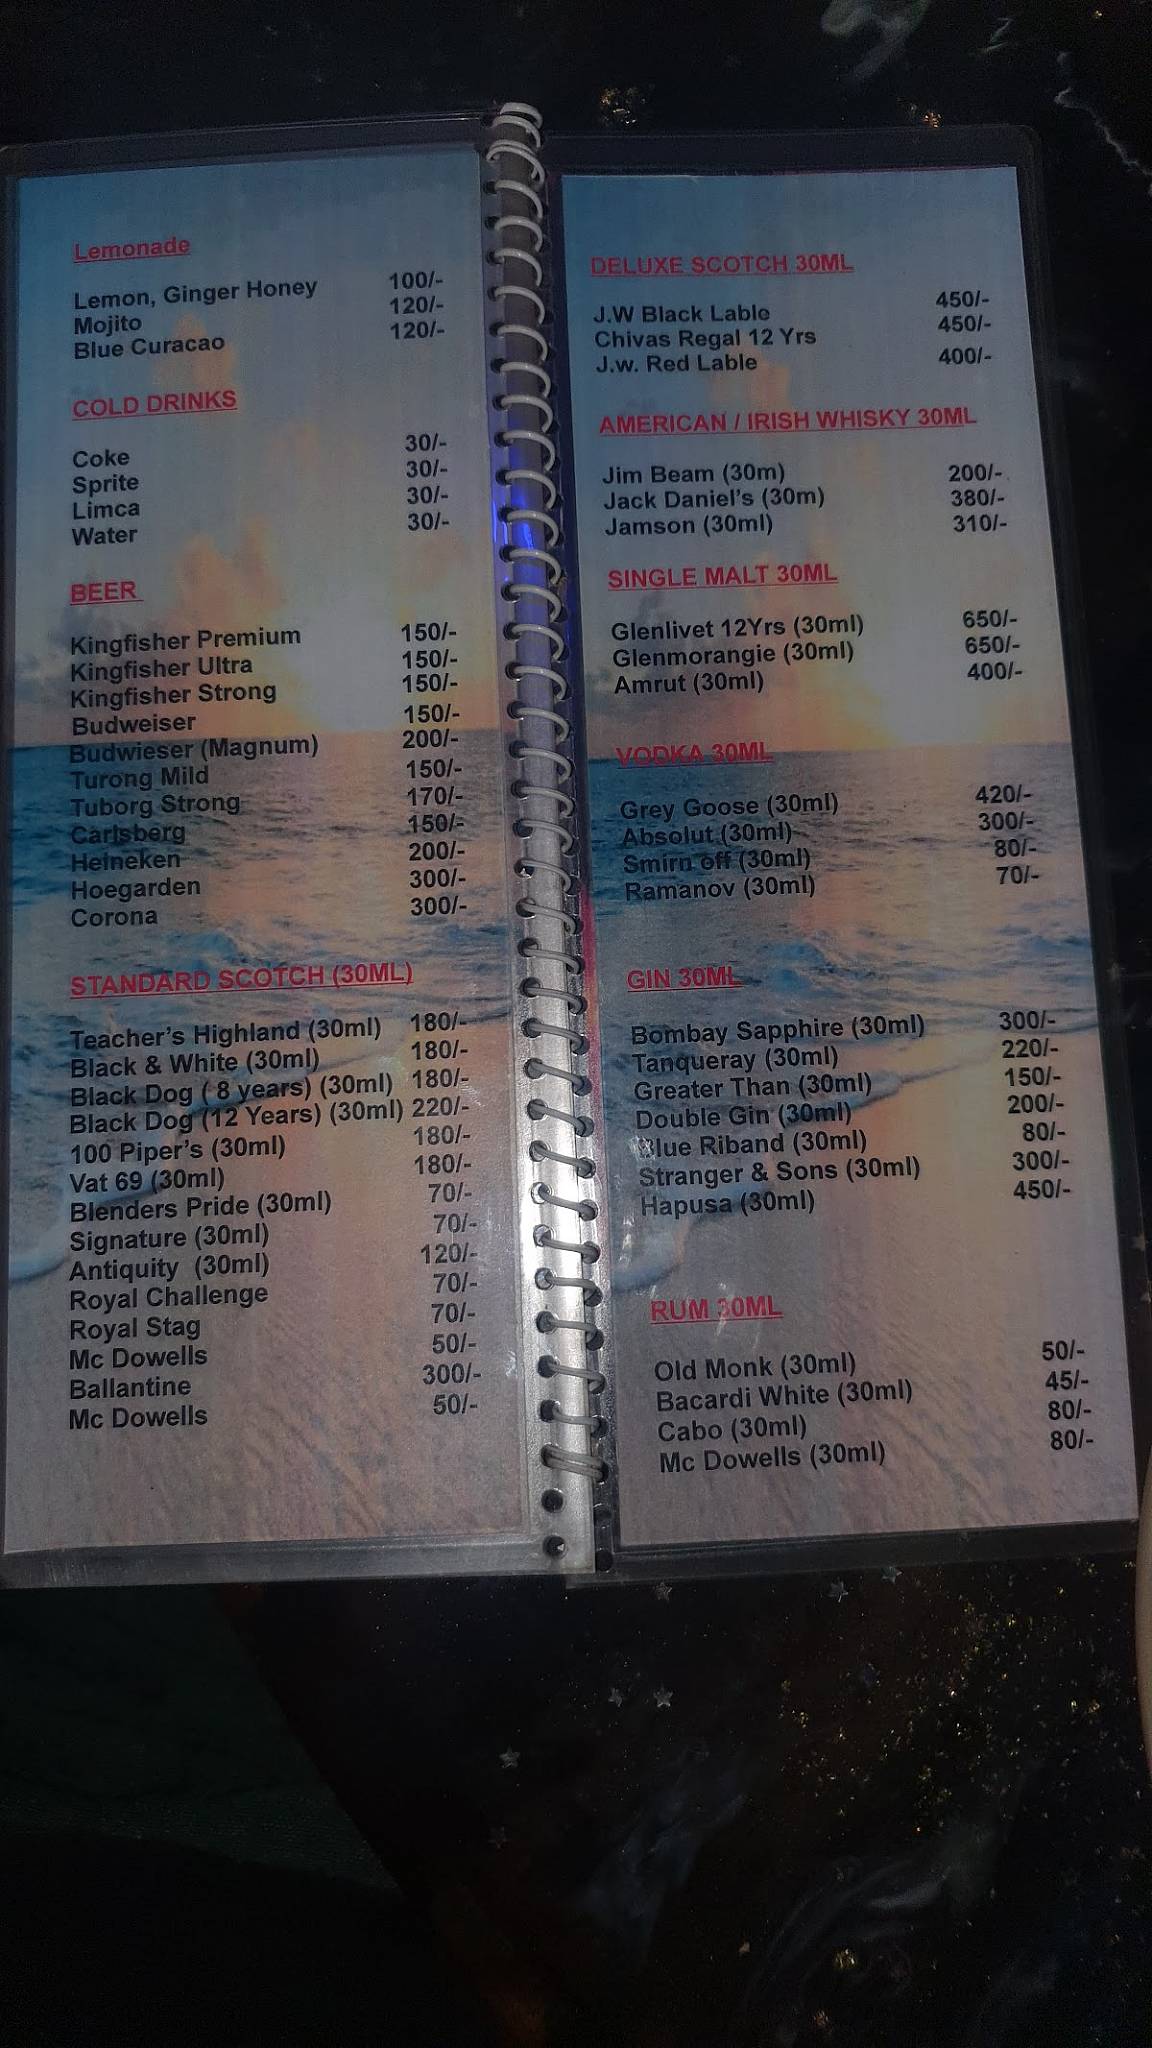 Lemonade
Lemon, Ginger Honey 100/-
Mojito 120/-
Blue Curacao 120/-
COLD DRINKS
Coke 30/-
Sprite 30/-
Limca 30/-
Water 30/-
BEER
Kingfisher Premium 150/-
Kingfisher Ultra 150/-
Kingfisher Strong 150/-
Budweiser 150/-
Budwieser (Magnum) 200/-
Turong Mild 150/-
Tuborg Strong 170/-
Carlsberg 150/-
Heineken 200/-
Hoegarden 300/-
Corona 300/-
STANDARD SCOTCH (30ML)
Teacher's Highland (30ml) 180/-
Black & White (30ml) 180/-
Black Dog ( 8 years) (30ml) 180/-
Black Dog (12 Years) (30ml) 220/-
100 Piper's (30ml) 180/-
Vat 69 (30ml) 180/-
Blenders Pride (30ml) 70/-
Signature (30ml) 70/-
Antiquity (30ml) 120/-
Royal Challenge 70/-
Royal Stag 70/-
Mc Dowells 50/-
Ballantine 300/-
Mc Dowells 50/-
DELUXE SCOTCH 30ML
J.W Black Lable 450/-
Chivas Regal 12 Yrs 450/-
J.w. Red Lable 400/-
AMERICAN / IRISH WHISKY 30ML
Jim Beam (30m) 200/-
Jack Daniel's (30m) 380/-
Jamson (30ml) 310/-
SINGLE MALT 30ML
Glenlivet 12Yrs (30ml) 650/-
Glenmorangie (30ml) 650/-
Amrut (30ml) 400/-
VODKA 30ML
Grey Goose (30ml) 420/-
Absolut (30ml) 300/-
Smirn off (30ml) 80/-
Ramanov (30ml) 70/-
GIN 30ML
Bombay Sapphire (30ml) 300/-
Tanqueray (30ml) 220/-
Greater Than (30ml) 150/-
Double Gin (30ml) 200/-
Blue Riband (30ml) 80/-
Stranger & Sons (30ml) 300/-
Hapusa (30ml) 450/-
RUM 30ML
Old Monk (30ml) 50/-
Bacardi White (30ml) 45/-
Cabo (30ml) 80/-
Mc Dowells (30ml) 80/-